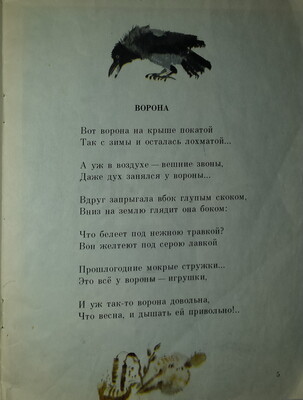 ВОРОНА
Вот ворона на крыше покатой
Так с зимы и осталась лохматой...
А уж в воздухе — вешние звоны,
Даже дух занялся у вороны...
Вдруг запрыгала вбок глупым скоком,
Вниз на землю глядит она боком:
Что белеет под нежною травкой?
Вон желтеют под серою лавкой
Прошлогодние мокрые стружки...
Это всё у вороны — игрушки,
И уж так-то ворона довольна,
Что весна, и дышать ей привольно!..
5